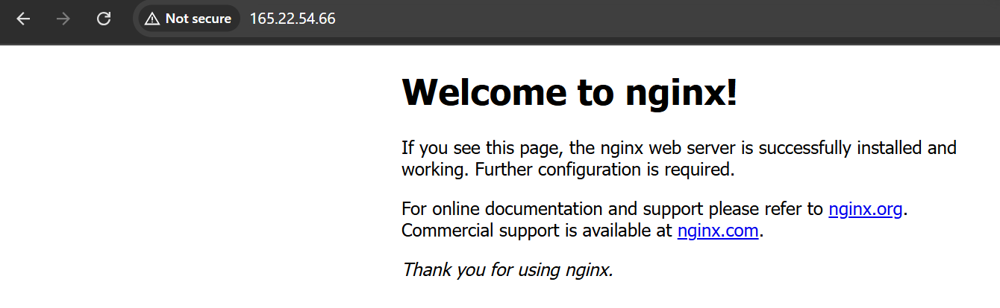 Not secure 165.22.54.66
Welcome to nginx!
If you see this page, the nginx web server is successfully installed and
working. Further configuration is required.
For online documentation and support please refer to nginx.org.
Commercial support is available at nginx.com.
Thank you for using nginx.